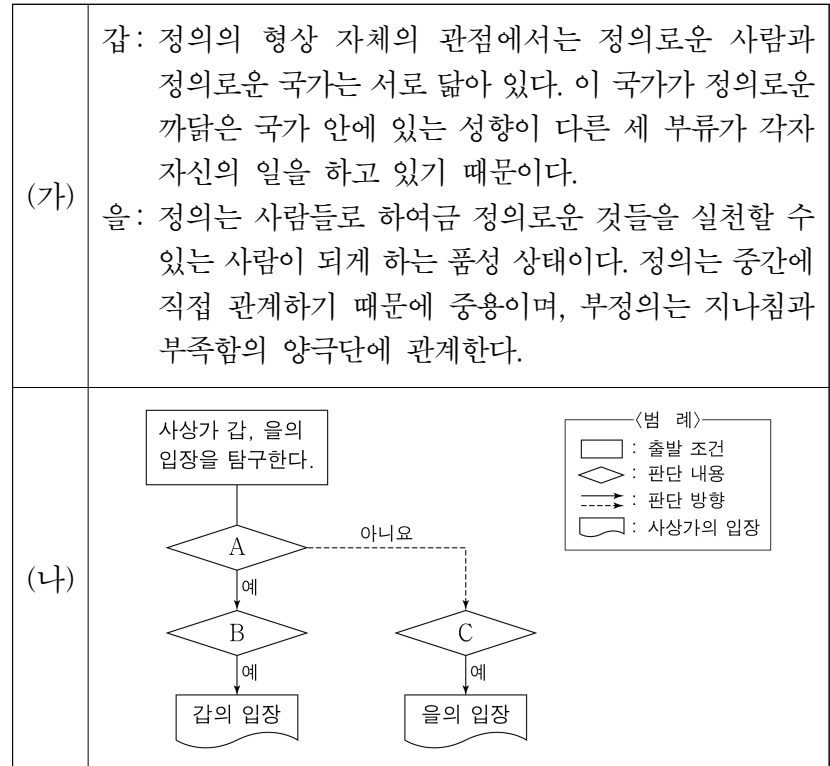 (가)
갑: 정의의 형상 자체의 관점에서는 정의로운 사람과
정의로운 국가는 서로 닮아 있다. 이 국가가 정의로운
까닭은 국가 안에 있는 성향이 다른 세 부류가 각자
자신의 일을 하고 있기 때문이다.
을: 정의는 사람들로 하여금 정의로운 것들을 실천할 수
있는 사람이 되게 하는 품성 상태이다. 정의는 중간에
직접 관계하기 때문에 중용이며, 부정의는 지나침과
부족함의 양극단에 관계한다.
(나)
사상가 갑, 을의
입장을 탐구한다.
A
아니요
예
B
C
예
예
갑의 입장
을의 입장
〈범 례〉
: 출발 조건
: 판단 내용
: 판단 방향
: 사상가의 입장